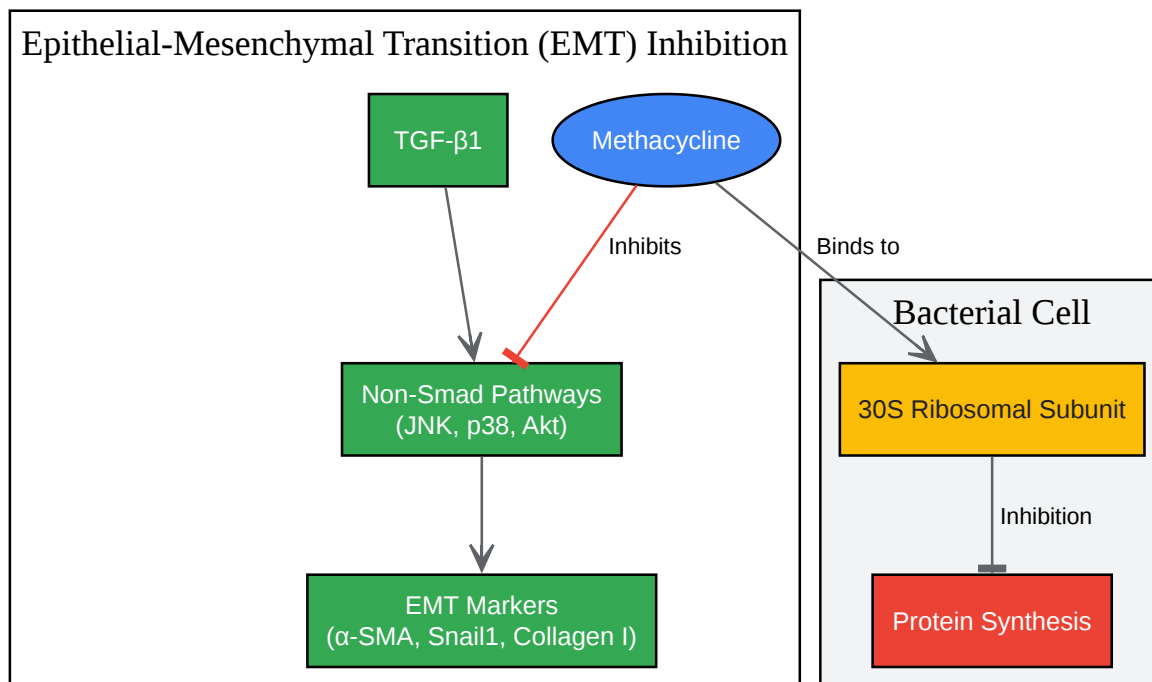 Epithelial-Mesenchymal Transition (EMT) Inhibition
TGF-β1
Methacycline
Inhibits
Binds to
Bacterial Cell
Non-Smad Pathways
(JNK, p38, Akt)
30S Ribosomal Subunit
Inhibition
EMT Markers
(α-SMA, Snail1, Collagen I)
Protein Synthesis